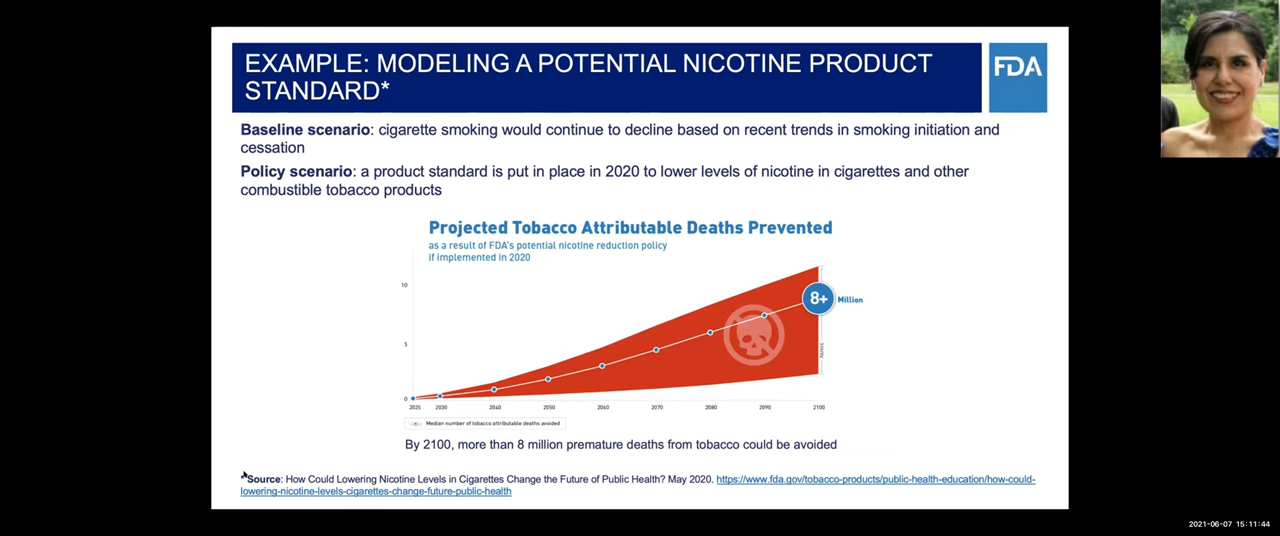 EXAMPLE: MODELING A POTENTIAL NICOTINE PRODUCT
STANDARD*
FDA
Baseline scenario: cigarette smoking would continue to decline based on recent trends in smoking initiation and
cessation
Policy scenario: a product standard is put in place in 2020 to lower levels of nicotine in cigarettes and other
combustible tobacco products
Projected Tobacco Attributable Deaths Prevented
as a result of FDA's potential nicotine reduction policy
if implemented in 2020
10
5
0
8+ Million
2025 2030 2040 2050 2060 2070 2080 2090 2100
Median number of tobacco attributable deaths avoided
By 2100, more than 8 million premature deaths from tobacco could be avoided
*Source: How Could Lowering Nicotine Levels in Cigarettes Change the Future of Public Health? May 2020. https://www.fda.gov/tobacco-products/public-health-education/how-could-
lowering-nicotine-levels-cigarettes-change-future-public-health
2021-06-07 15:11:44